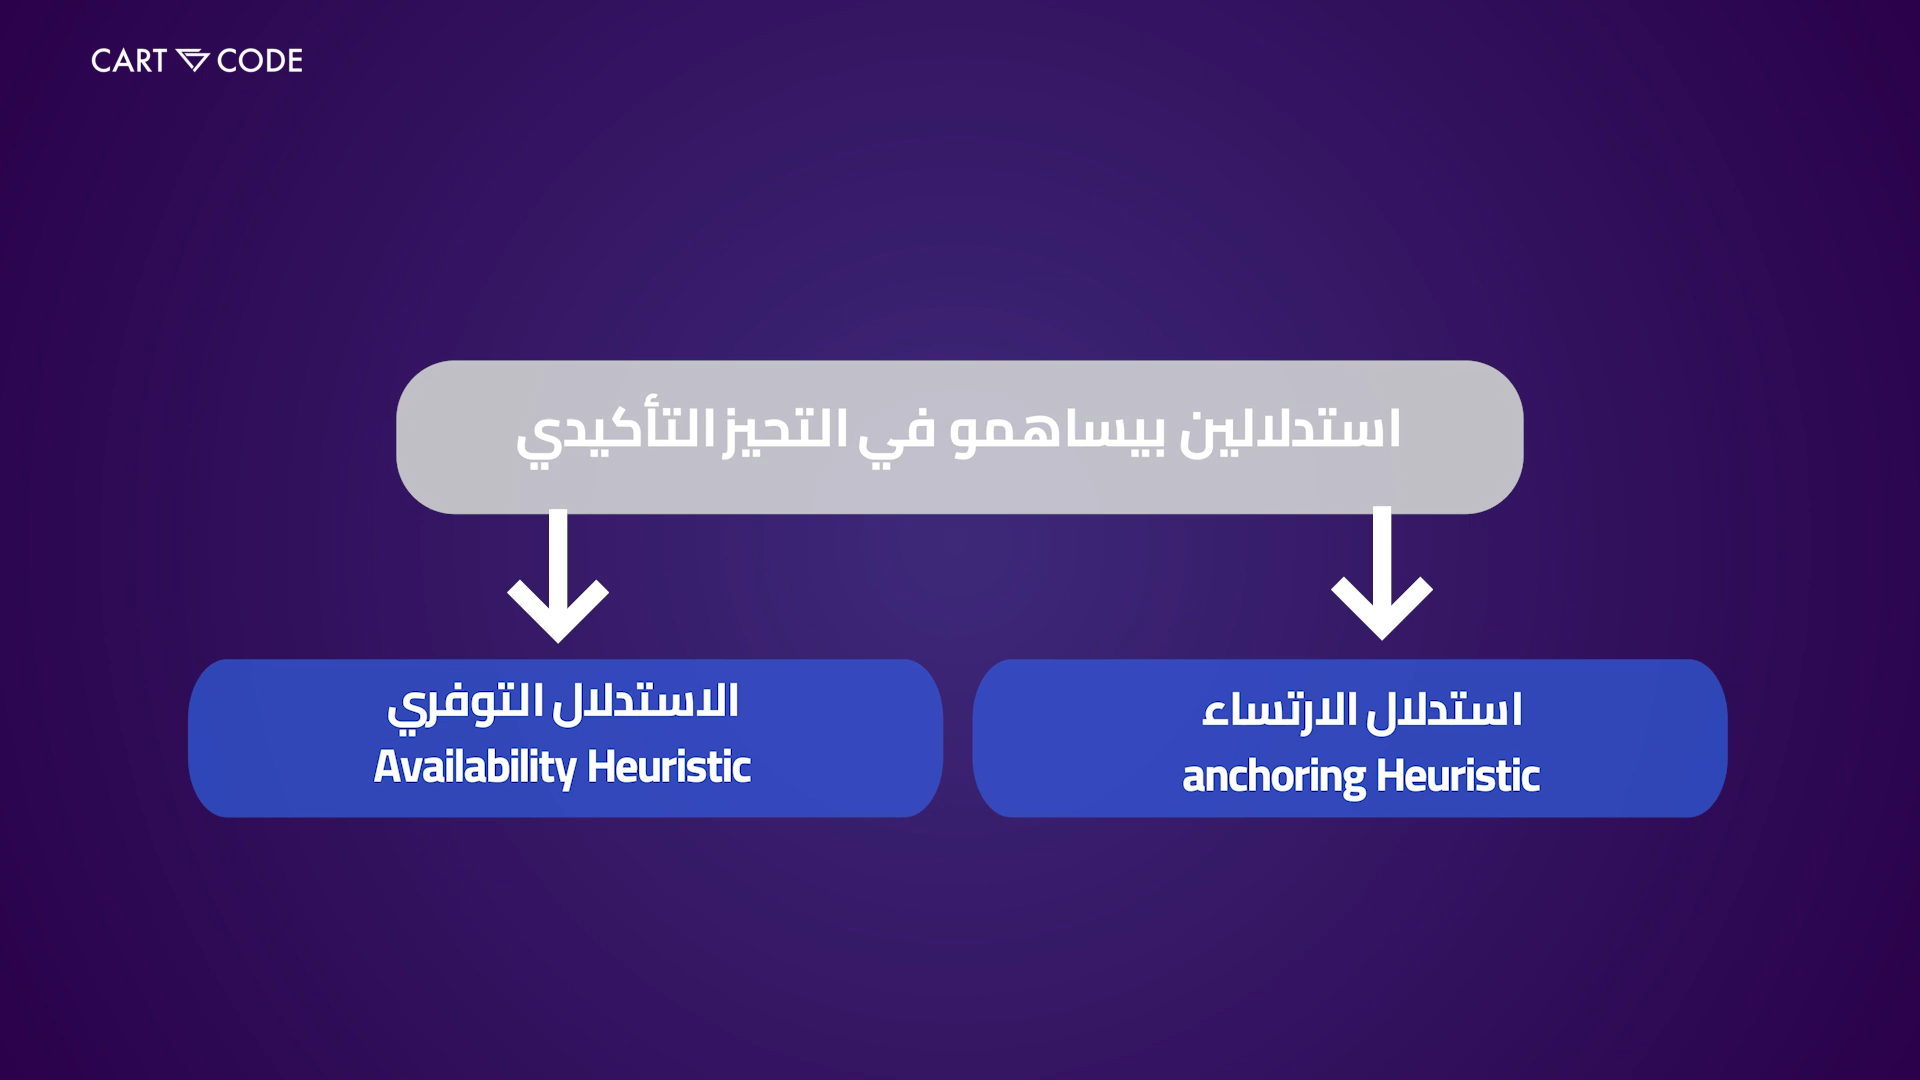 CART CODE
استدلالين بيساهمو في التحيز التأكيدي
استدلال الارتساء
anchoring Heuristic
الاستدلال التوفري
Availability Heuristic